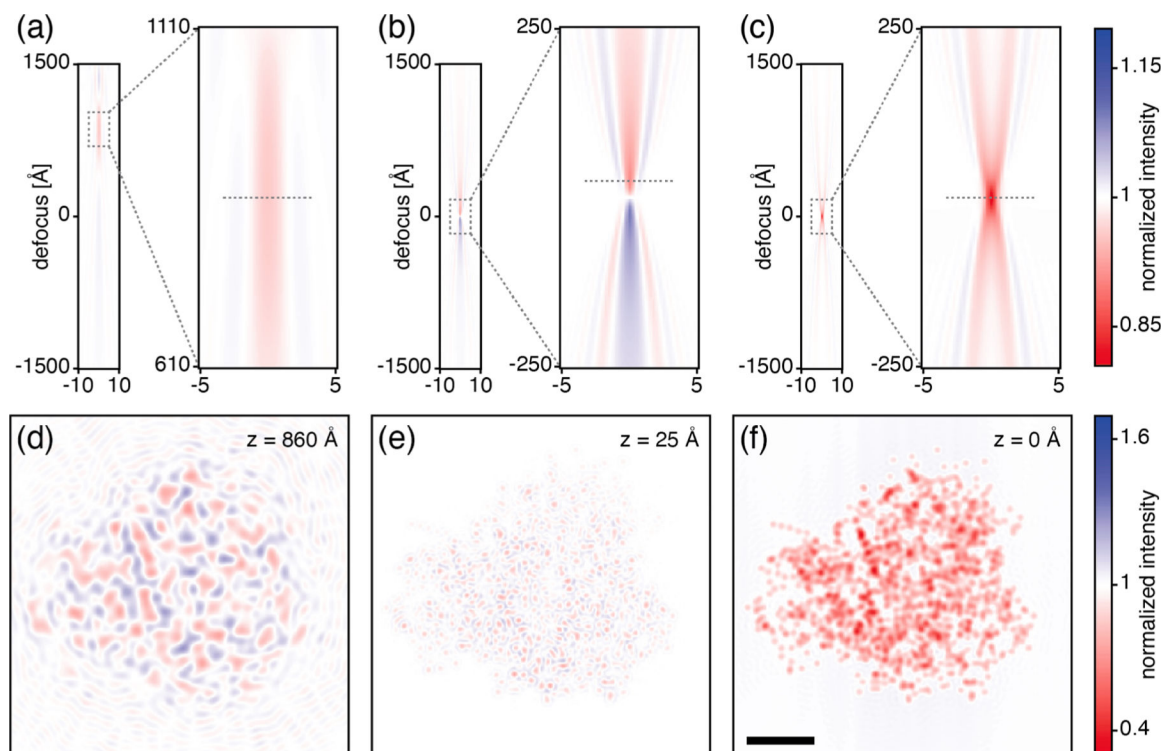 (a)
1110
1500
defocus [Å]
0
-1500
-10 10
610
-5 5
(b)
250
1500
defocus [Å]
0
-1500
-10 10
-250
-5 5
(c)
250
1500
defocus [Å]
0
-1500
-10 10
-250
-5 5
1.15
1
0.85
normalized intensity
(d)
z = 860 Å
(e)
z = 25 Å
(f)
z = 0 Å
1.6
1
0.4
normalized intensity